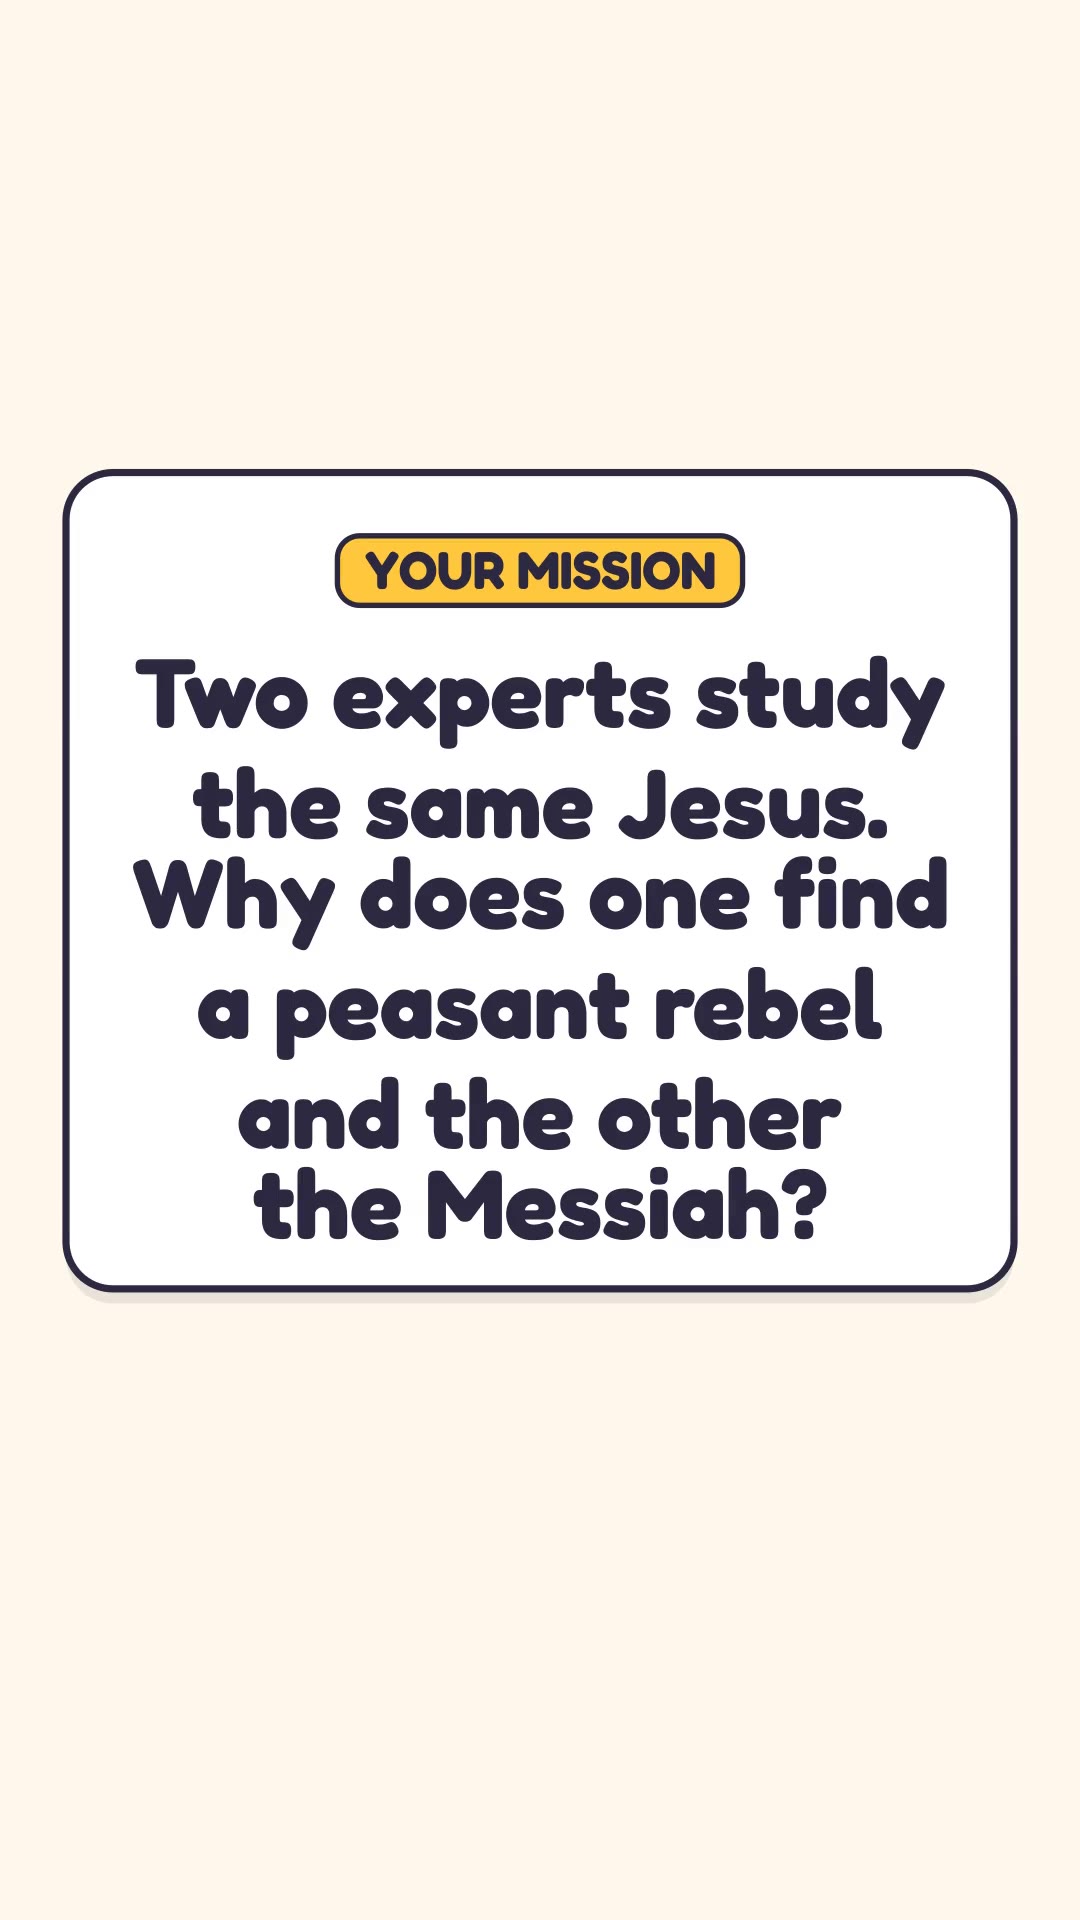 YOUR MISSION
Two experts study
the same Jesus.
Why does one find
a peasant rebel
and the other
the Messiah?